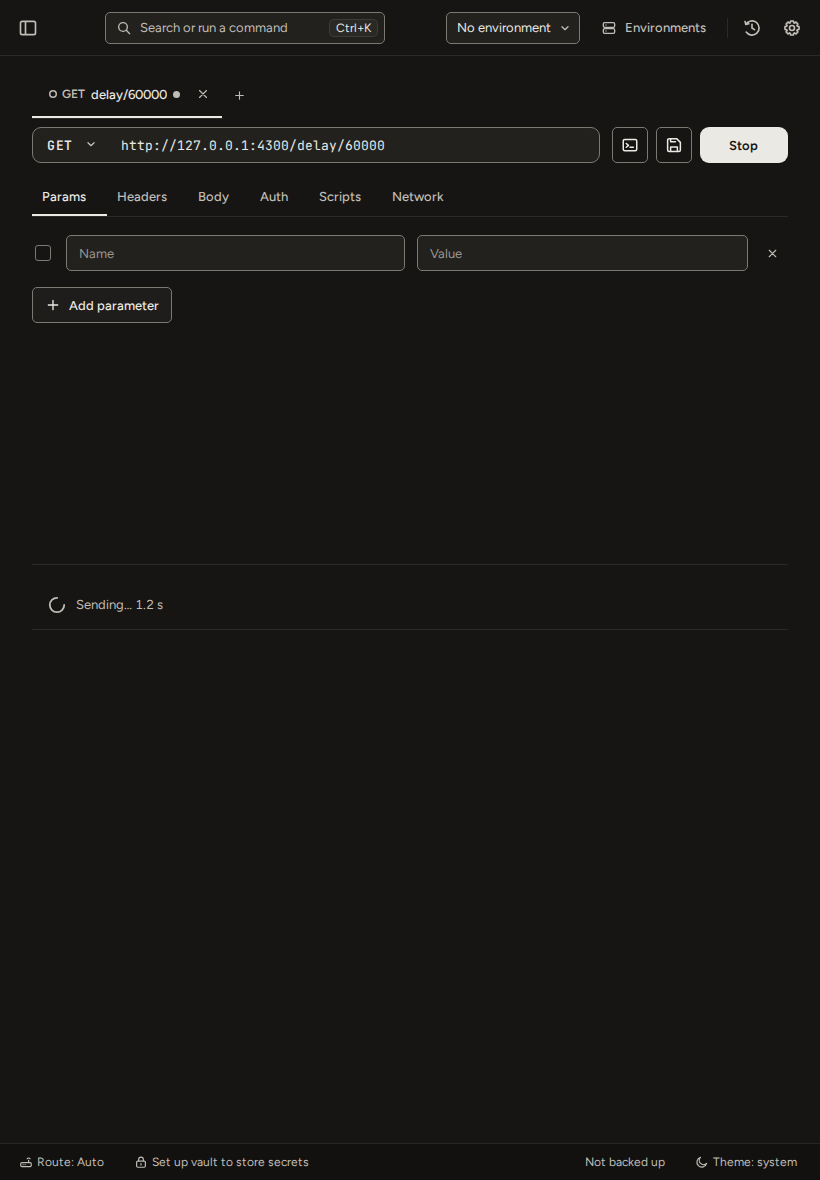 Search or run a command Ctrl+K No environment Environments
GET delay/60000
GET http://127.0.0.1:4300/delay/60000 Stop
Params Headers Body Auth Scripts Network
Name Value
Add parameter
Sending... 1.2 s
Route: Auto Set up vault to store secrets Not backed up Theme: system